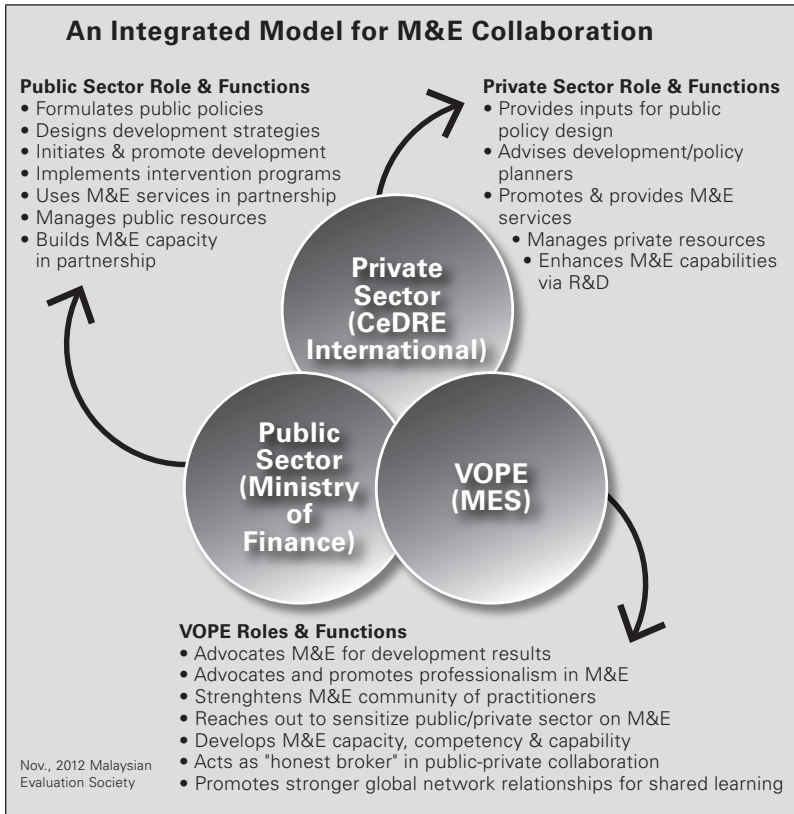 An Integrated Model for M&E Collaboration
Public Sector Role & Functions
• Formulates public policies
• Designs development strategies
• Initiates & promote development
• Implements intervention programs
• Uses M&E services in partnership
• Manages public resources
• Builds M&E capacity
in partnership
Private Sector Role & Functions
• Provides inputs for public
policy design
• Advises development/policy
planners
• Promotes & provides M&E
services
• Manages private resources
• Enhances M&E capabilities
via R&D
Private
Sector
(CeDRE
International)
Public
Sector
(Ministry
of
Finance)
VOPE
(MES)
VOPE Roles & Functions
• Advocates M&E for development results
• Advocates and promotes professionalism in M&E
• Strenghtens M&E community of practitioners
• Reaches out to sensitize public/private sector on M&E
• Develops M&E capacity, competency & capability
• Acts as "honest broker" in public-private collaboration
• Promotes stronger global network relationships for shared learning
Nov., 2012 Malaysian
Evaluation Society